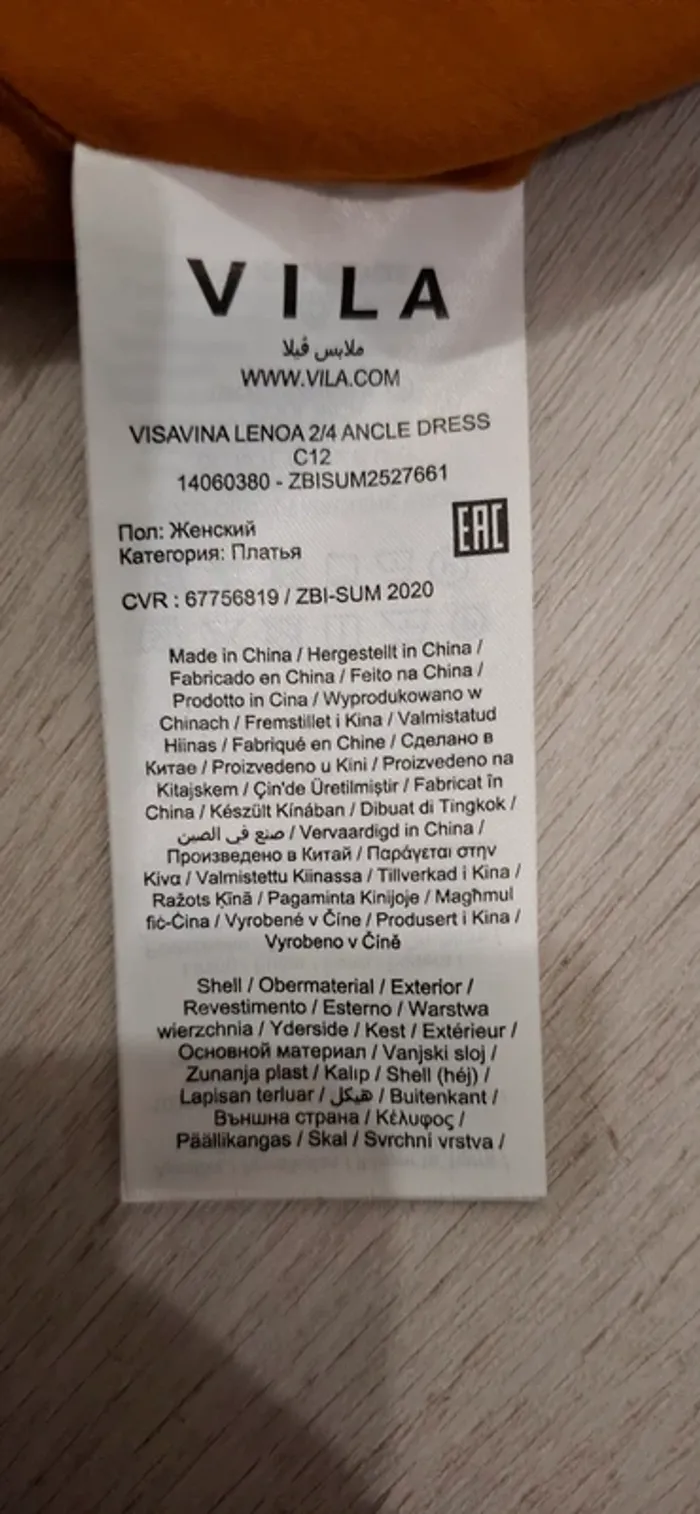 VILA
ملابس ڤيلا
WWW.VILA.COM
VISAVINA LENOA 2/4 ANCLE DRESS
C12
14060380 - ZBISUM2527661
EAC
Пол: Женский
Категория: Платья
CVR : 67756819 / ZBI-SUM 2020
Made in China / Hergestellt in China /
Fabricado en China / Feito na China /
Prodotto in Cina / Wyprodukowano w
Chinach / Fremstillet i Kina / Valmistatud
Hiinas / Fabriqué en Chine / Сделано в
Китае / Proizvedeno u Kini / Proizvedeno na
Kitajskem / Çin'de Üretilmiştir / Fabricat în
China / Készült Kínában / Dibuat di Tingkok /
صنع في الصين / Vervaardigd in China /
Произведено в Китай / Παράγεται στην
Κίνα / Valmistettu Kiinassa / Tillverkad i Kina /
Ražots Ķīnā / Pagaminta Kinijoje / Magħmul
fiċ-Ċina / Vyrobené v Číne / Produsert i Kina /
Vyrobeno v Číně
Shell / Obermaterial / Exterior /
Revestimento / Esterno / Warstwa
wierzchnia / Yderside / Kest / Extérieur /
Основной материал / Vanjski sloj /
Zunanja plast / Kalıp / Shell (héj) /
Lapisan terluar / هيكل / Buitenkant /
Външна страна / Κέλυφος /
Päällikangas / Skal / Svrchní vrstva /